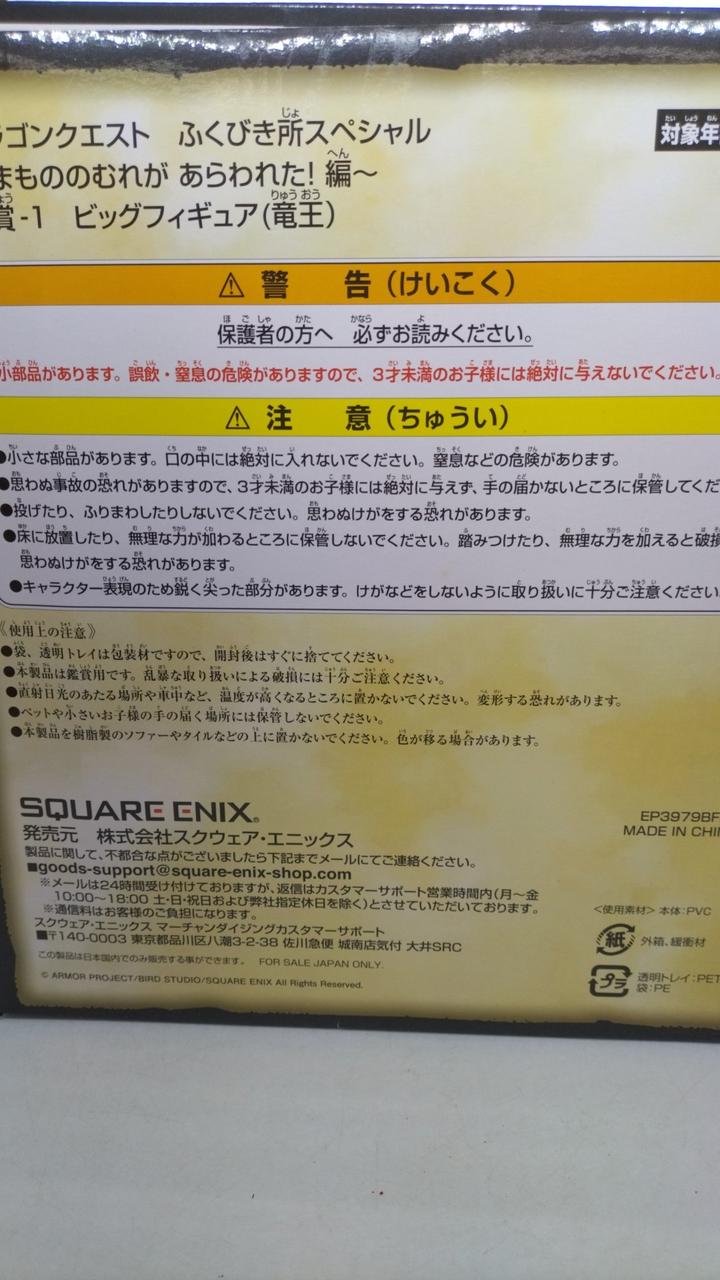 ラゴンクエスト ふくびき所スペシャル
まもののむれが あらわれた! 編～
賞-1 ビッグフィギュア(竜王)
対象年
⚠ 警 告 (けいこく)
保護者の方へ 必ずお読みください。
小部品があります。誤飲・窒息の危険がありますので、3才未満のお子様には絶対に与えないでください。
⚠ 注 意 (ちゅうい)
●小さな部品があります。口の中には絶対に入れないでください。窒息などの危険があります。
●思わぬ事故の恐れがありますので、3才未満のお子様には絶対に与えず、手の届かないところに保管してくだ
●投げたり、ふりまわしたりしないでください。思わぬけがをする恐れがあります。
●床に放置したり、無理な力が加わるところに保管しないでください。踏みつけたり、無理な力を加えると破損
思わぬけがをする恐れがあります。
●キャラクター表現のため鋭く尖った部分があります。けがなどをしないように取り扱いに十分ご注意ください
《使用上の注意》
●袋、透明トレイは包装材ですので、開封後はすぐに捨ててください。
●本製品は鑑賞用です。乱暴な取り扱いによる破損には十分ご注意ください。
●直射日光のあたる場所や車中など、温度が高くなるところに置かないでください。変形する恐れがあります。
●ペットや小さいお子様の手の届く場所には保管しないでください。
●本製品を樹脂製のソファーやタイルなどの上に置かないでください。色が移る場合があります。
SQUARE ENIX®
発売元 株式会社スクウェア・エニックス
製品に関して、不都合な点がございましたら下記までメールにてご連絡ください。
■goods-support@square-enix-shop.com
※メールは24時間受け付けておりますが、返信はカスタマーサポート営業時間内(月～金
10:00～18:00 土・日・祝日および弊社指定休日を除く)とさせていただいております。
※通信料はお客様のご負担になります。
スクウェア・エニックス マーチャンダイジングカスタマーサポート
■〒140-0003 東京都品川区八潮3-2-38 佐川急便 城南店気付 大井SRC
この製品は日本国内でのみ販売する事ができます。 FOR SALE JAPAN ONLY.
© ARMOR PROJECT/BIRD STUDIO/SQUARE ENIX All Rights Reserved.
EP3979BF
MADE IN CHI
<使用素材> 本体:PVC
紙 外箱、緩衝材
プラ 透明トレイ:PET
袋:PE